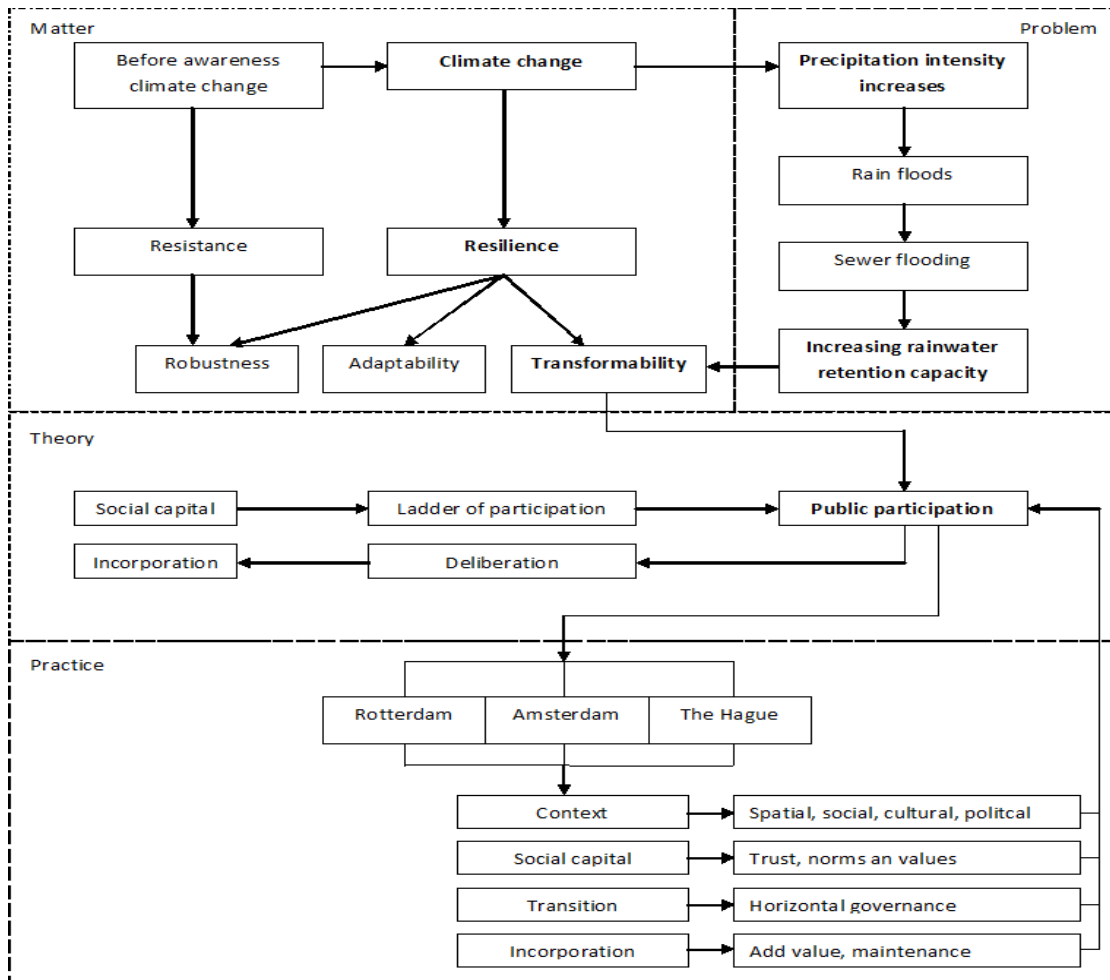 Matter
Problem
Before awareness
climate change
Climate change
Precipitation intensity
increases
Rain floods
Resistance
Resilience
Sewer flooding
Robustness
Adaptability
Transformability
Increasing rainwater
retention capacity
Theory
Social capital
Ladder of participation
Public participation
Incorporation
Deliberation
Practice
Rotterdam
Amsterdam
The Hague
Context
Spatial, social, cultural, politcal
Social capital
Trust, norms an values
Transition
Horizontal governance
Incorporation
Add value, maintenance